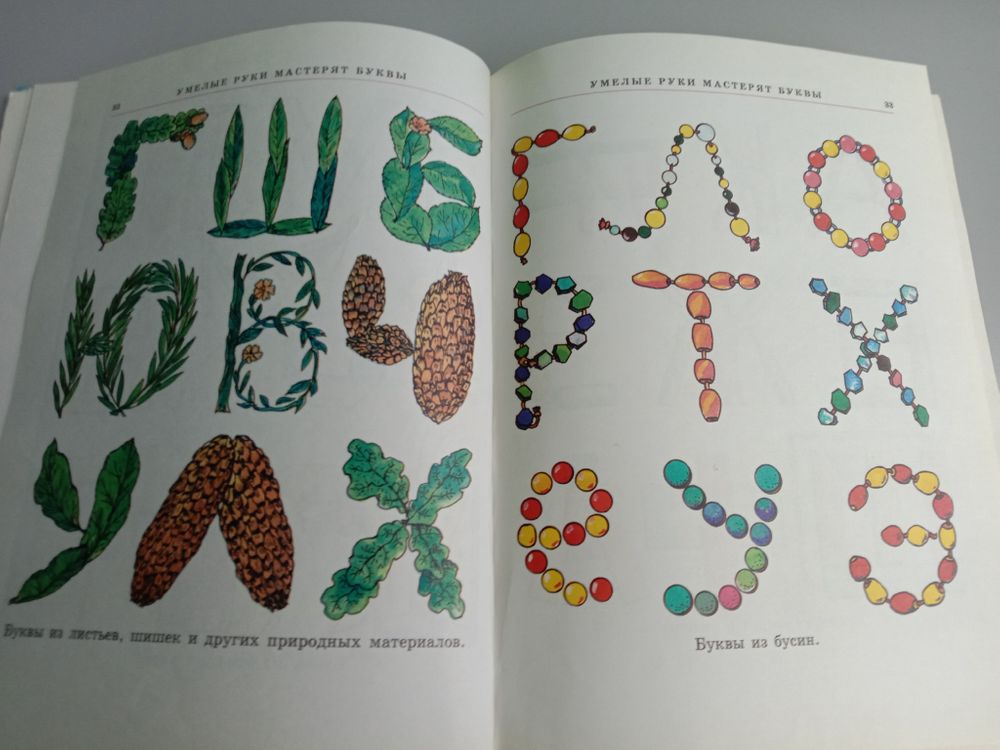 УМЕЛЫЕ РУКИ МАСТЕРЯТ БУКВЫ
32
Г Ш Б
Ю В Ч
У Л Х
Буквы из листьев, шишек и других природных материалов.
УМЕЛЫЕ РУКИ МАСТЕРЯТ БУКВЫ
33
Г Л О
Р Т Х
е У Э
Буквы из бусин.